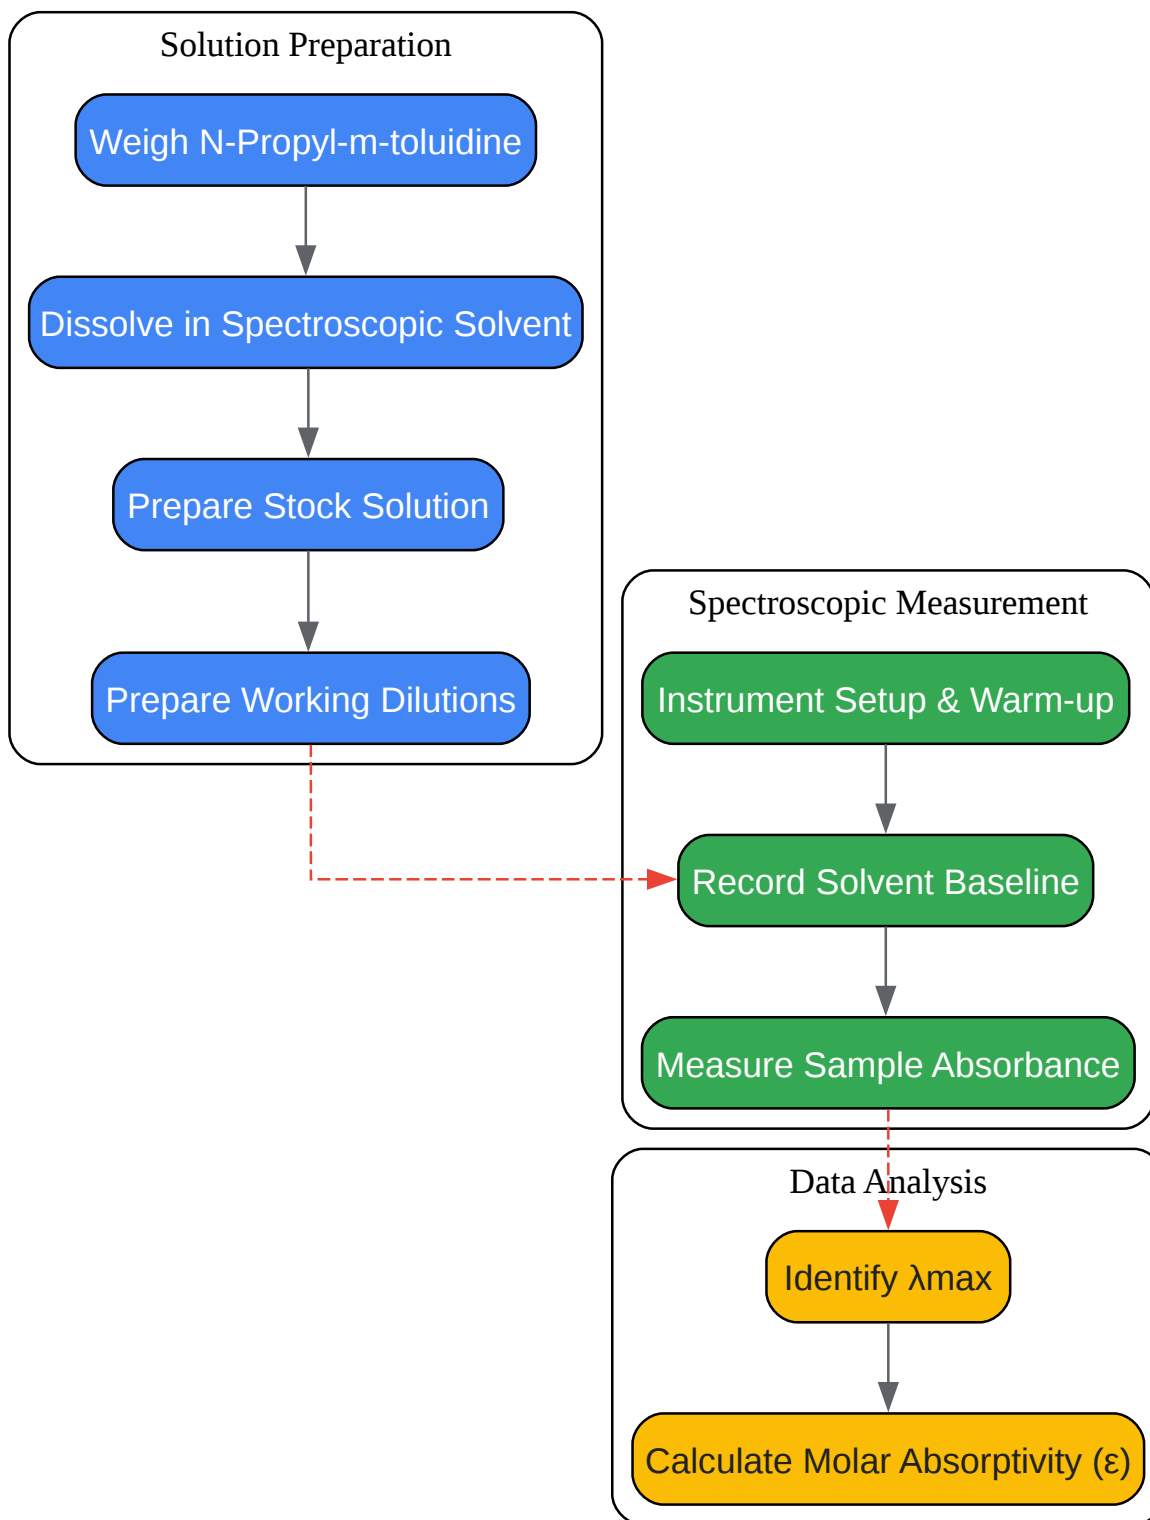 Solution Preparation
Weigh N-Propyl-m-toluidine
Dissolve in Spectroscopic Solvent
Prepare Stock Solution
Prepare Working Dilutions
Spectroscopic Measurement
Instrument Setup & Warm-up
Record Solvent Baseline
Measure Sample Absorbance
Data Analysis
Identify λmax
Calculate Molar Absorptivity (ε)